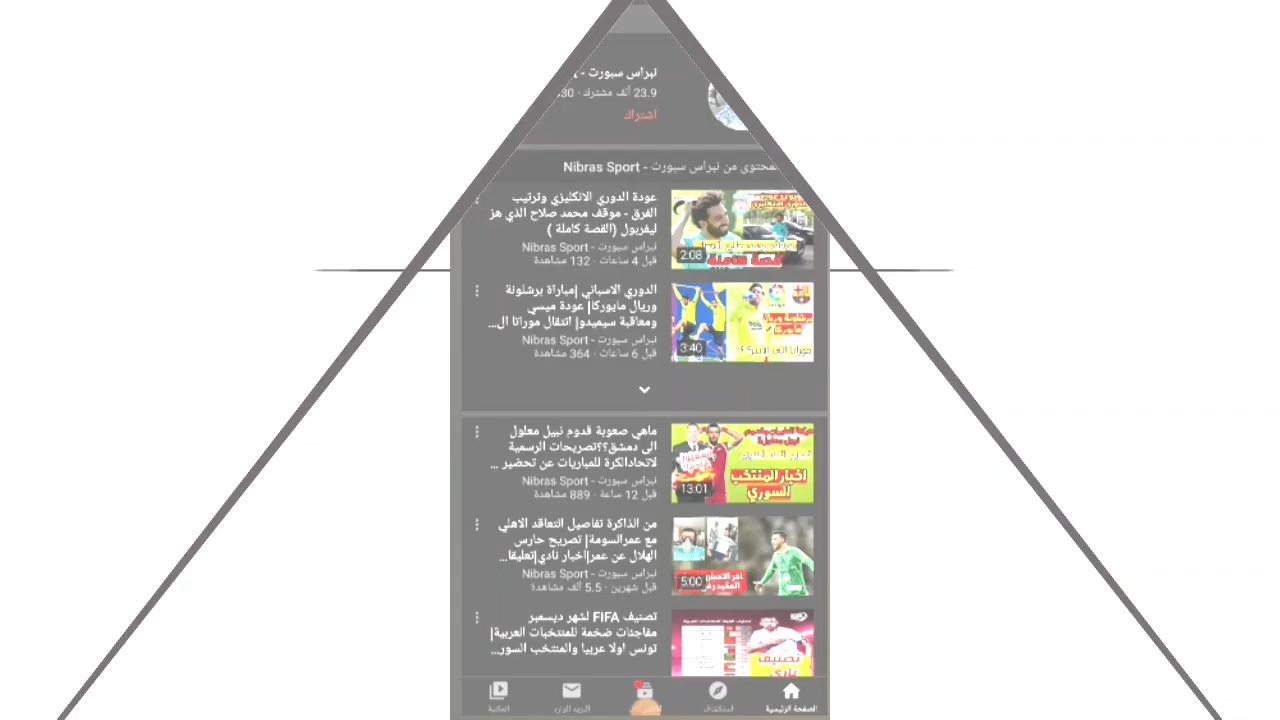 نبراس سبورت -
23.9 ألف مشترك ·
اشتراك
المحتوى من نبراس سبورت - Nibras Sport
عودة الدوري الانكليزي وترتيب
الفرق - موقف محمد صلاح الذي هز
ليفربول (القصة كاملة )
نبراس سبورت - Nibras Sport
قبل 4 ساعات · 132 مشاهدة
2:08
قصة كاملة
الدوري الاسباني |مباراة برشلونة
وريال مايوركا| عودة ميسي
ومعاقبة سيميدو| انتقال موراتا ال...
نبراس سبورت - Nibras Sport
قبل 6 ساعات · 364 مشاهدة
3:40
برشلونة وريال
مايوركا
ماهي صعوبة قدوم نبيل معلول
الى دمشق؟؟تصريحات الرسمية
لاتحادالكرة للمباريات عن تحضير ...
نبراس سبورت - Nibras Sport
قبل 12 ساعة · 889 مشاهدة
13:01
اخبار المنتخب
السوري
من الذاكرة تفاصيل التعاقد الاهلي
مع عمرالسومة| تصريح حارس
الهلال عن عمر|اخبار نادي|تعليقا...
نبراس سبورت - Nibras Sport
قبل شهرين · 5.5 ألف مشاهدة
5:00
تصنيف FIFA لشهر ديسمبر
مفاجئات ضخمة للمنتخبات العربية|
تونس اولا عربيا والمنتخب السور...
تصنيف
ناري
الصفحة الرئيسية
استكشاف
البريد الوارد
المكتبة